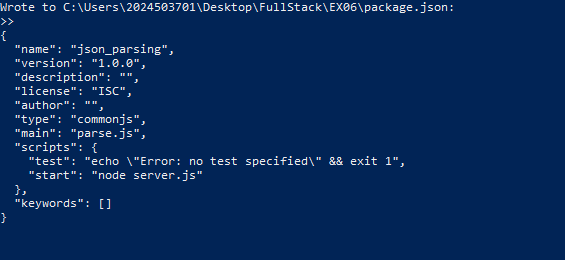 Wrote to C:\Users\2024503701\Desktop\FullStack\EX06\package.json:
>>
{
  "name": "json_parsing",
  "version": "1.0.0",
  "description": "",
  "license": "ISC",
  "author": "",
  "type": "commonjs",
  "main": "parse.js",
  "scripts": {
    "test": "echo \"Error: no test specified\" && exit 1",
    "start": "node server.js"
  },
  "keywords": []
}